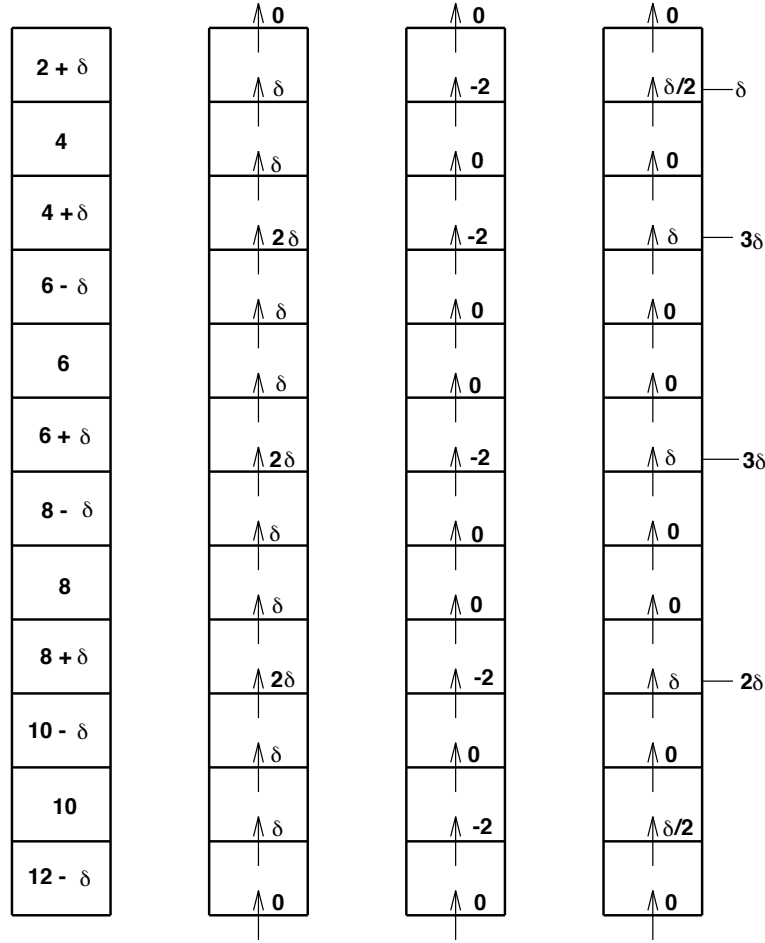 0 0 0
2 + δ
δ -2 δ/2 δ
4
δ 0 0
4 + δ
2δ -2 δ 3δ
6 - δ
δ 0 0
6
δ 0 0
6 + δ
2δ -2 δ 3δ
8 - δ
δ 0 0
8
δ 0 0
8 + δ
2δ -2 δ 2δ
10 - δ
δ 0 0
10
δ -2 δ/2
12 - δ
0 0 0